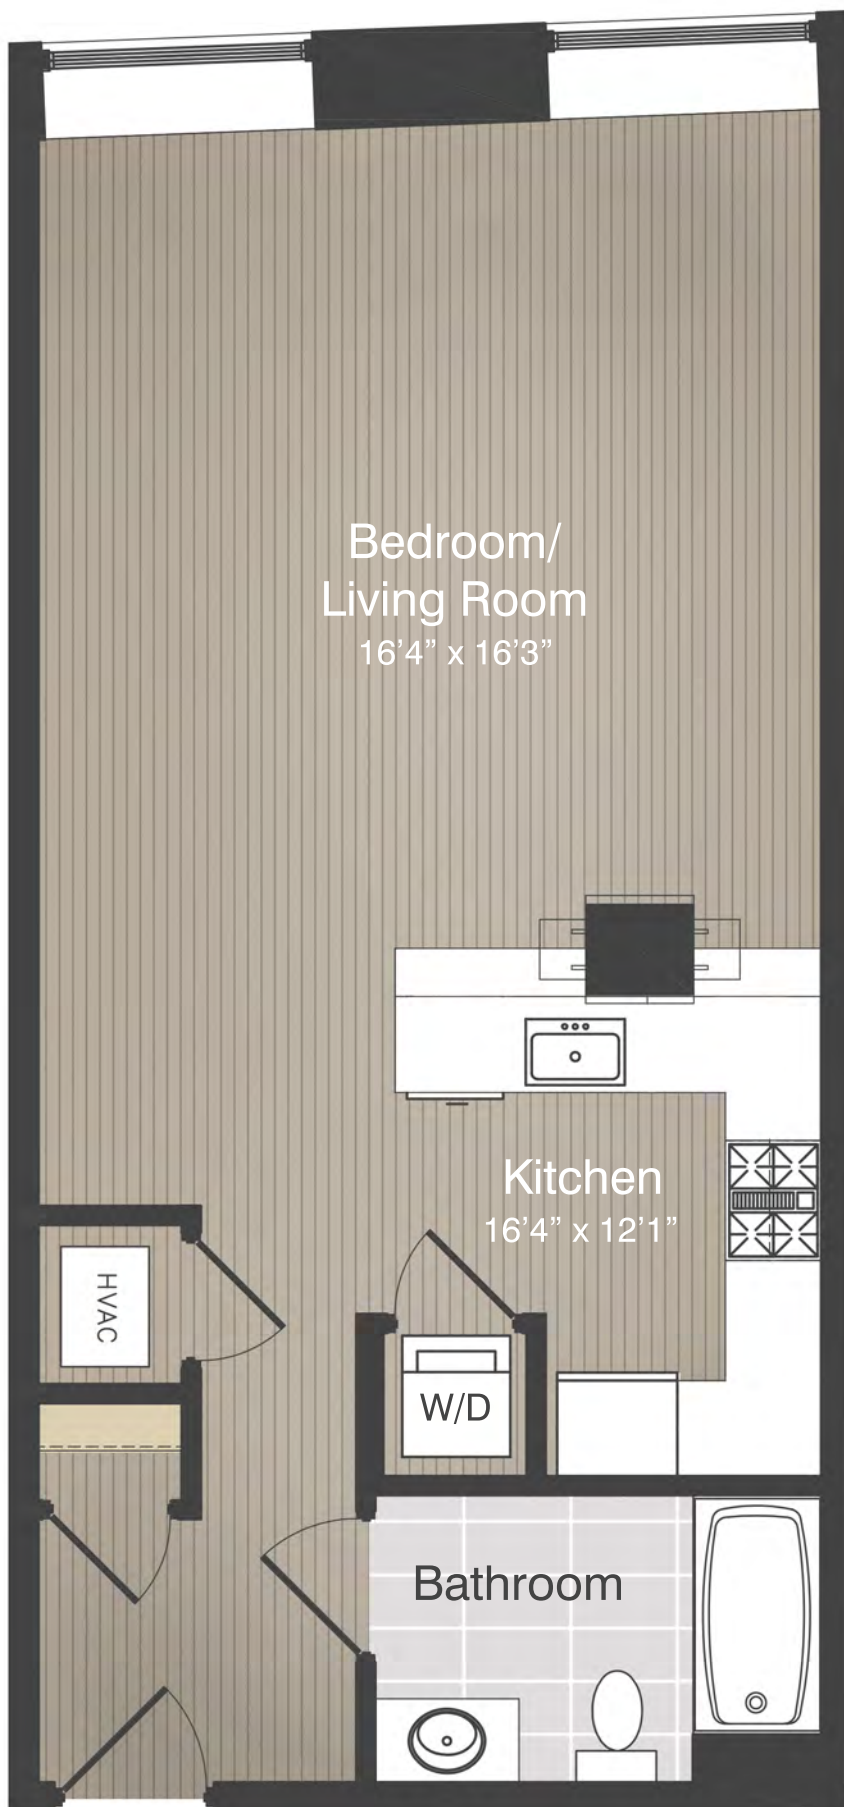 Bedroom/
Living Room
16’4” x 16’3”
Kitchen
16’4” x 12’1”
HVAC
W/D
Bathroom